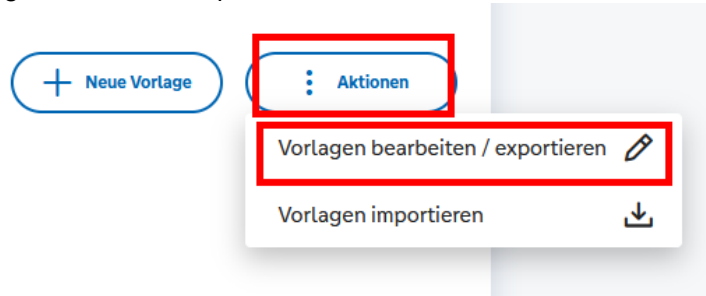 Neue Vorlage
Aktionen
Vorlagen bearbeiten / exportieren
Vorlagen importieren